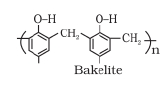 O–H O–H
CH₂ CH₂
n
Bakelite